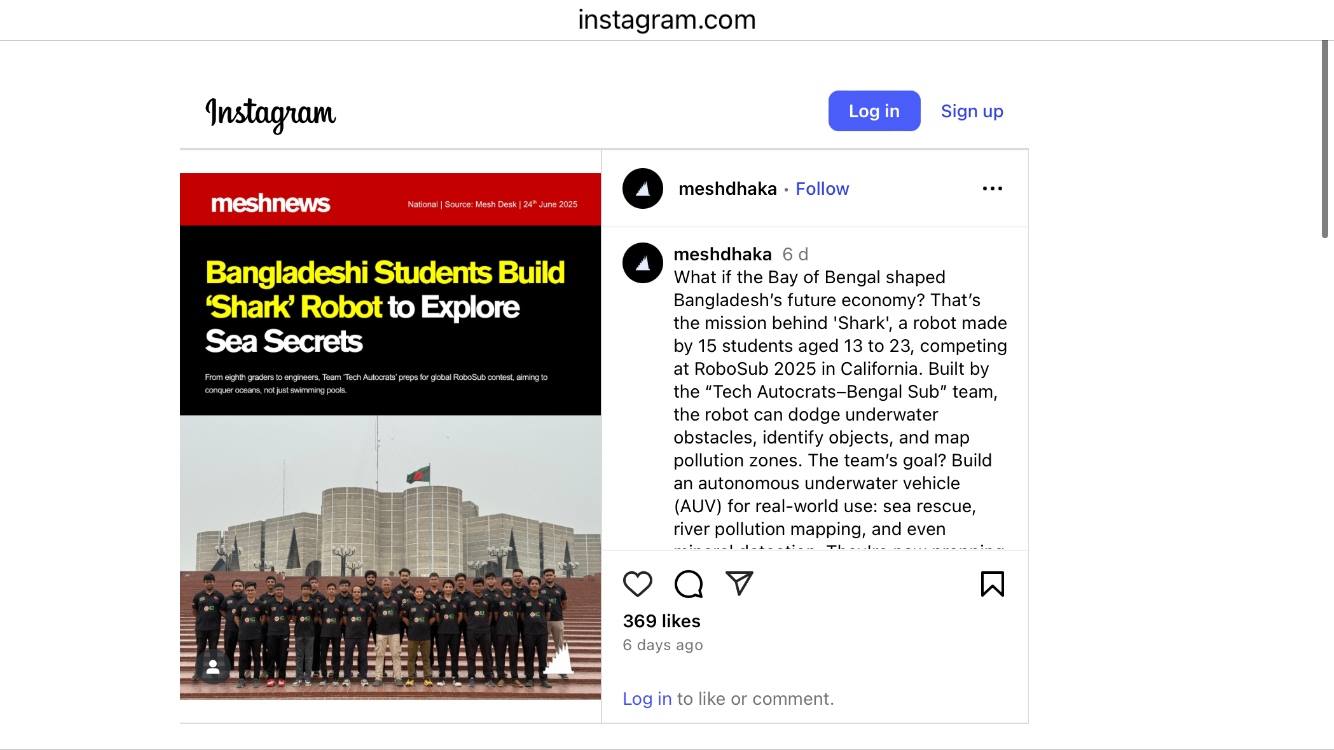 instagram.com
Instagram
Log in
Sign up
meshnews
National | Source: Mesh Desk | 24th June 2025
Bangladeshi Students Build
‘Shark’ Robot to Explore
Sea Secrets
From eighth graders to engineers, Team ‘Tech Autocrats’ preps for global RoboSub contest, aiming to
conquer oceans, not just swimming pools.
meshdhaka • Follow
meshdhaka 6 d
What if the Bay of Bengal shaped
Bangladesh’s future economy? That’s
the mission behind 'Shark', a robot made
by 15 students aged 13 to 23, competing
at RoboSub 2025 in California. Built by
the “Tech Autocrats–Bengal Sub” team,
the robot can dodge underwater
obstacles, identify objects, and map
pollution zones. The team’s goal? Build
an autonomous underwater vehicle
(AUV) for real-world use: sea rescue,
river pollution mapping, and even
mineral detection. They're now prepping
369 likes
6 days ago
Log in to like or comment.